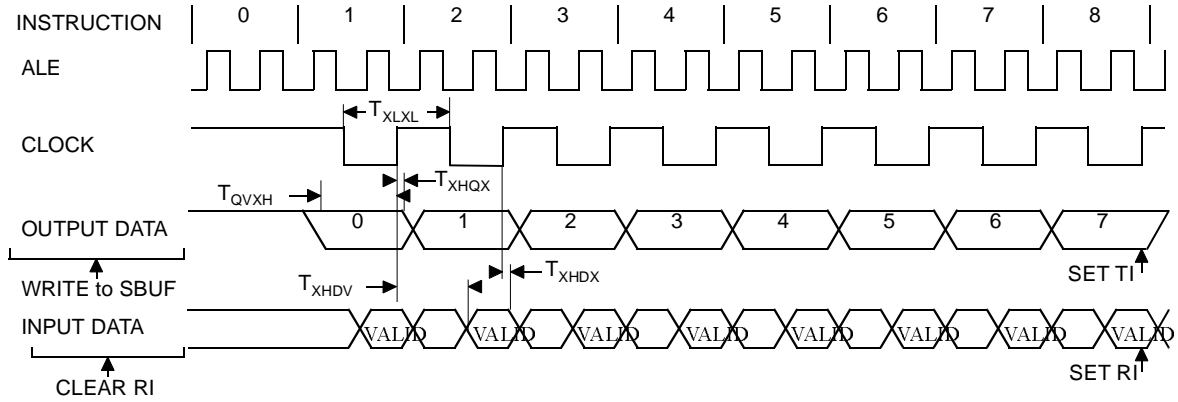 INSTRUCTION 0 1 2 3 4 5 6 7 8
ALE
TXLXL
CLOCK
TXHQX
TQVXH
OUTPUT DATA 0 1 2 3 4 5 6 7
TXHDX
SET TI
WRITE to SBUF
TXHDV
INPUT DATA VALID VALID VALID VALID VALID VALID VALID VALID
SET RI
CLEAR RI